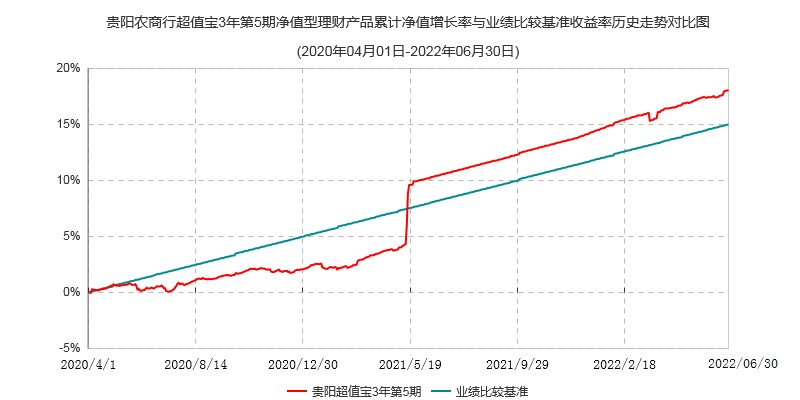 贵阳农商行超值宝3年第5期净值型理财产品累计净值增长率与业绩比较基准收益率历史走势对比图
(2020年04月01日-2022年06月30日)
20%
15%
10%
5%
0%
-5%
2020/4/1 2020/8/14 2020/12/30 2021/5/19 2021/9/29 2022/2/18 2022/06/30
贵阳超值宝3年第5期 业绩比较基准